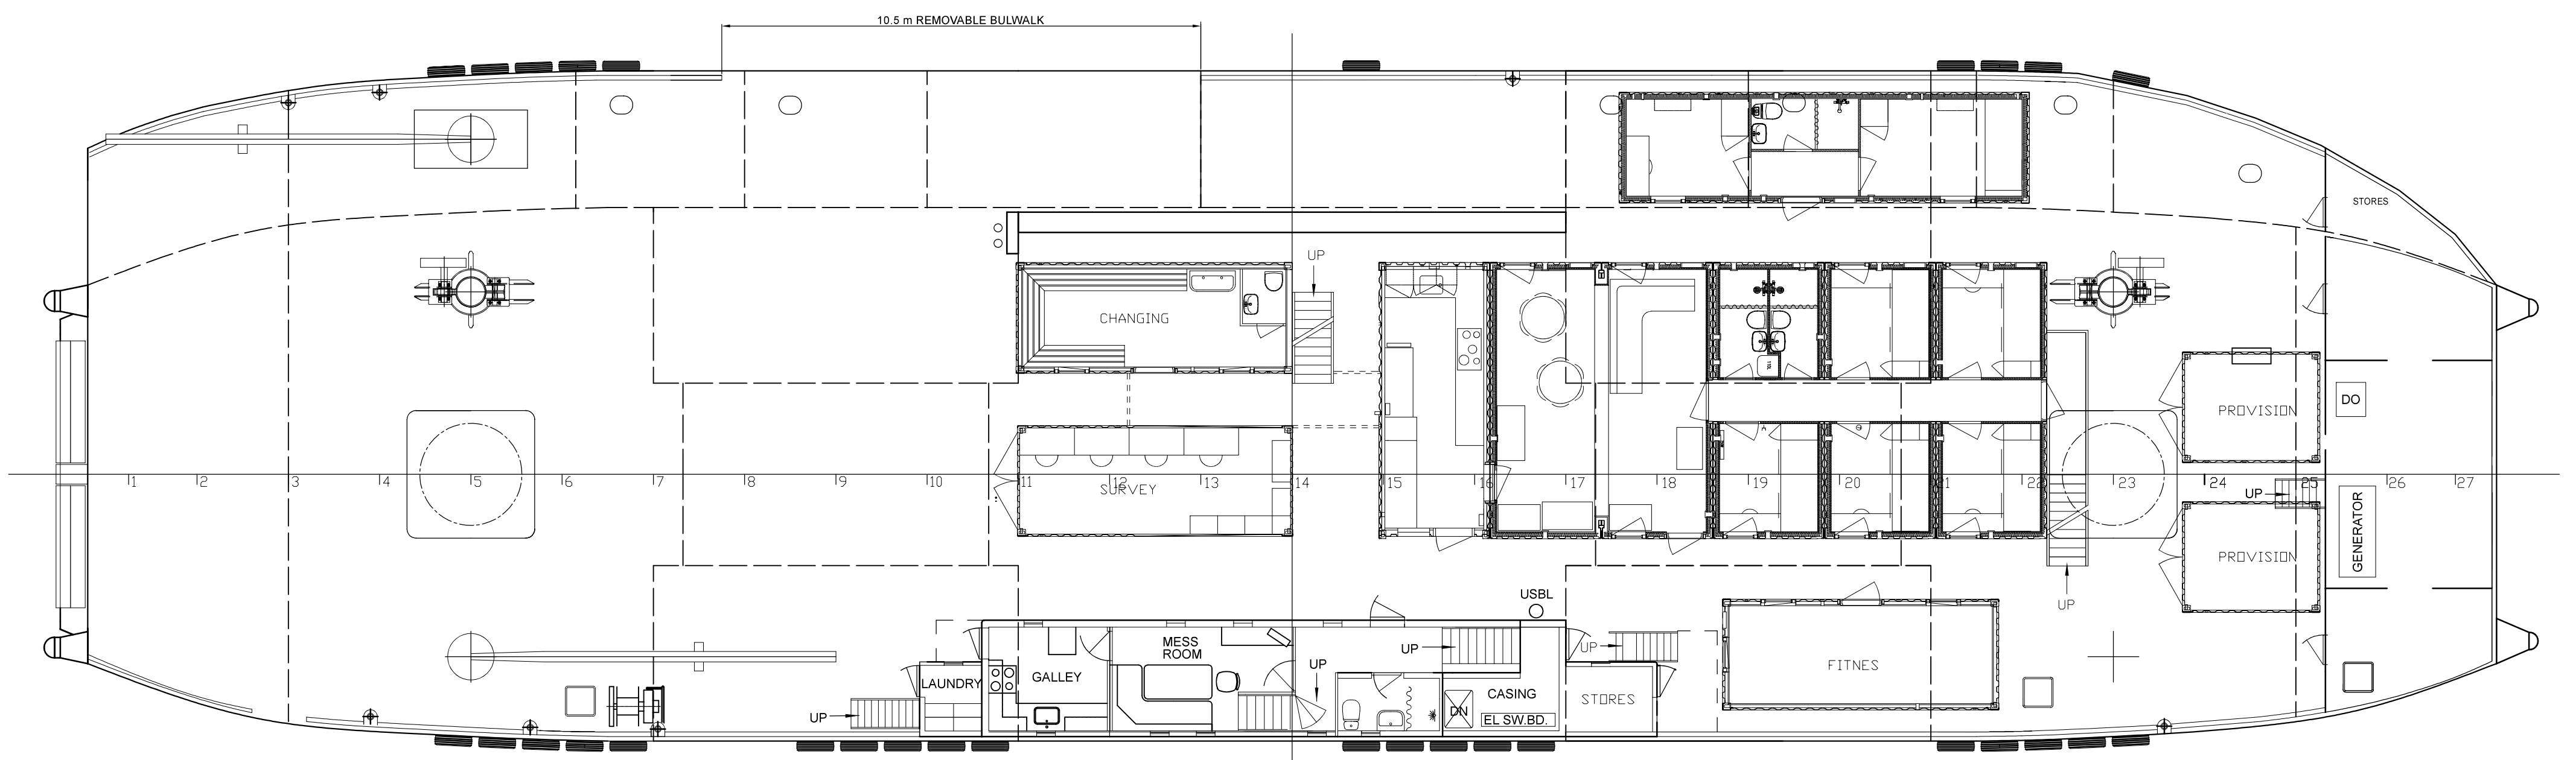 10.5 m REMOVABLE BULWALK
STORES
UP
CHANGING
PROVISION
DO
1 2 3 4 5 6 7 8 9 10 11 12 13 14 15 16 17 18 19 20 21 22 23 24 25 26 27
SURVEY
UP
GENERATOR
PROVISION
USBL
UP
MESS
ROOM
UP
UP
FITNES
UP
LAUNDRY
GALLEY
CASING
STORES
DN
UP
EL SW.BD.